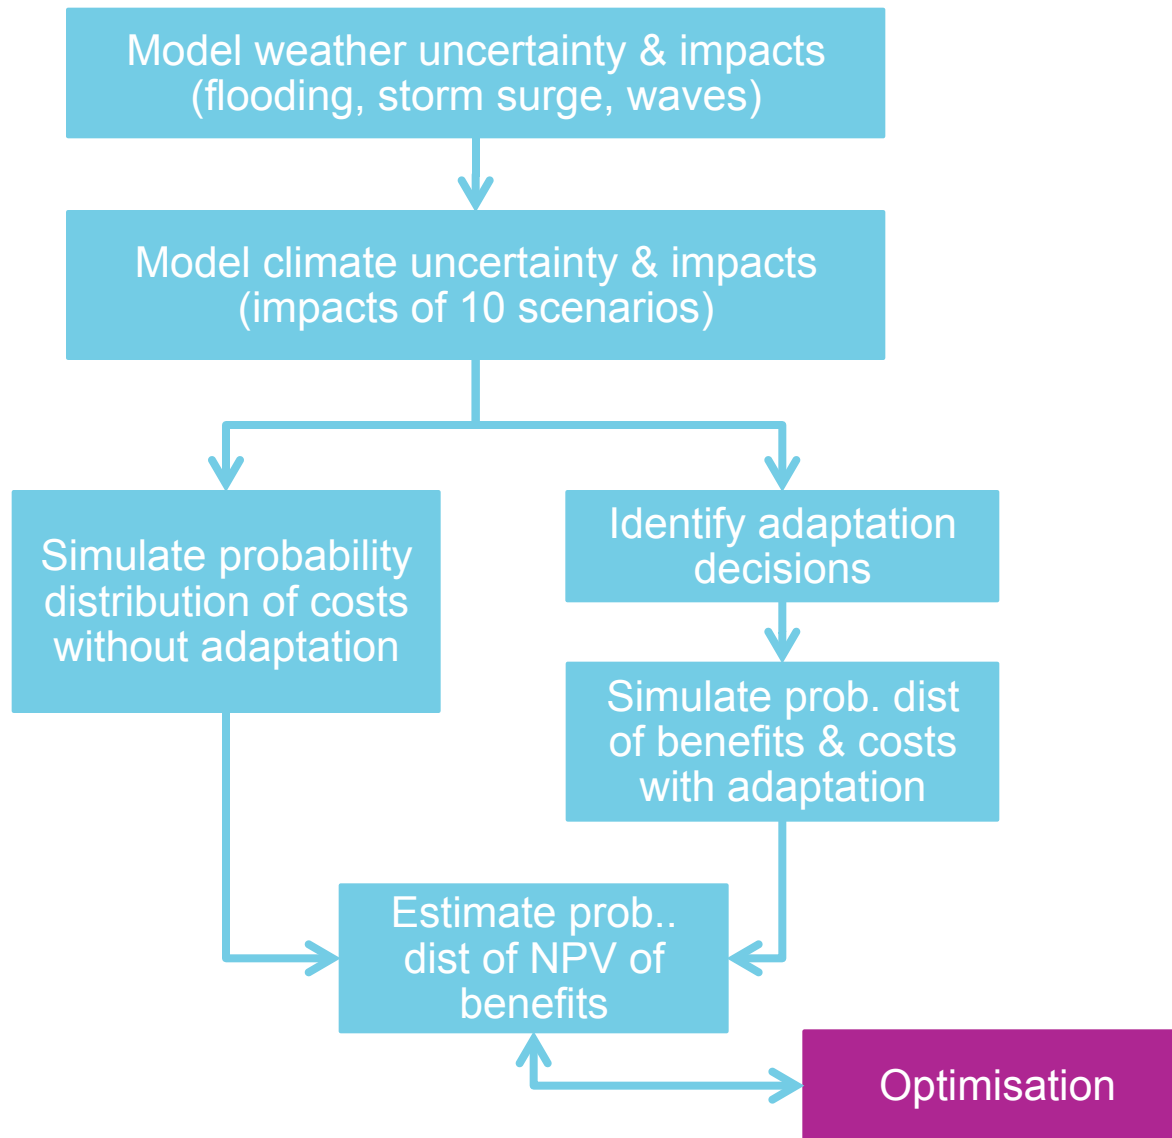 Model weather uncertainty & impacts
(flooding, storm surge, waves)
Model climate uncertainty & impacts
(impacts of 10 scenarios)
Simulate probability
distribution of costs
without adaptation
Identify adaptation
decisions
Simulate prob. dist
of benefits & costs
with adaptation
Estimate prob..
dist of NPV of
benefits
Optimisation